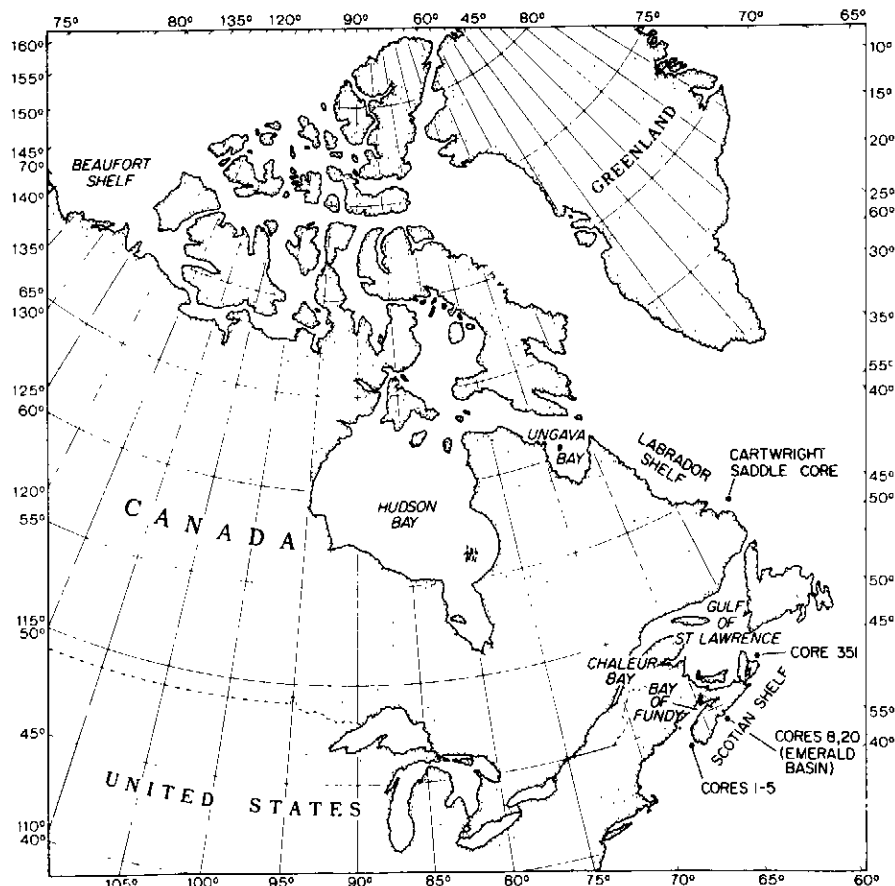 75° 80° 105° 135° 90° 60° 45° 80° 75° 70° 65°
160°
155°
150°
145°
70°
140°
135°
65°
130°
125°
60°
120°
55°
115°
50°
45°
110°
40°
10°
15°
20°
25°
60°
30°
35°
55°
40°
45°
50°
50°
45°
55°
40°
BEAUFORT
SHELF
GREENLAND
UNGAVA
BAY
LABRADOR
SHELF
CARTWRIGHT
SADDLE CORE
HUDSON
BAY
CANADA
GULF
OF
ST LAWRENCE
CORE 351
CHALEUR
BAY
BAY
OF
FUNDY
SCOTIAN SHELF
CORES 8,20
(EMERALD
BASIN)
CORES 1-5
UNITED STATES
105° 100° 95° 90° 85° 80° 75° 70° 65° 60°